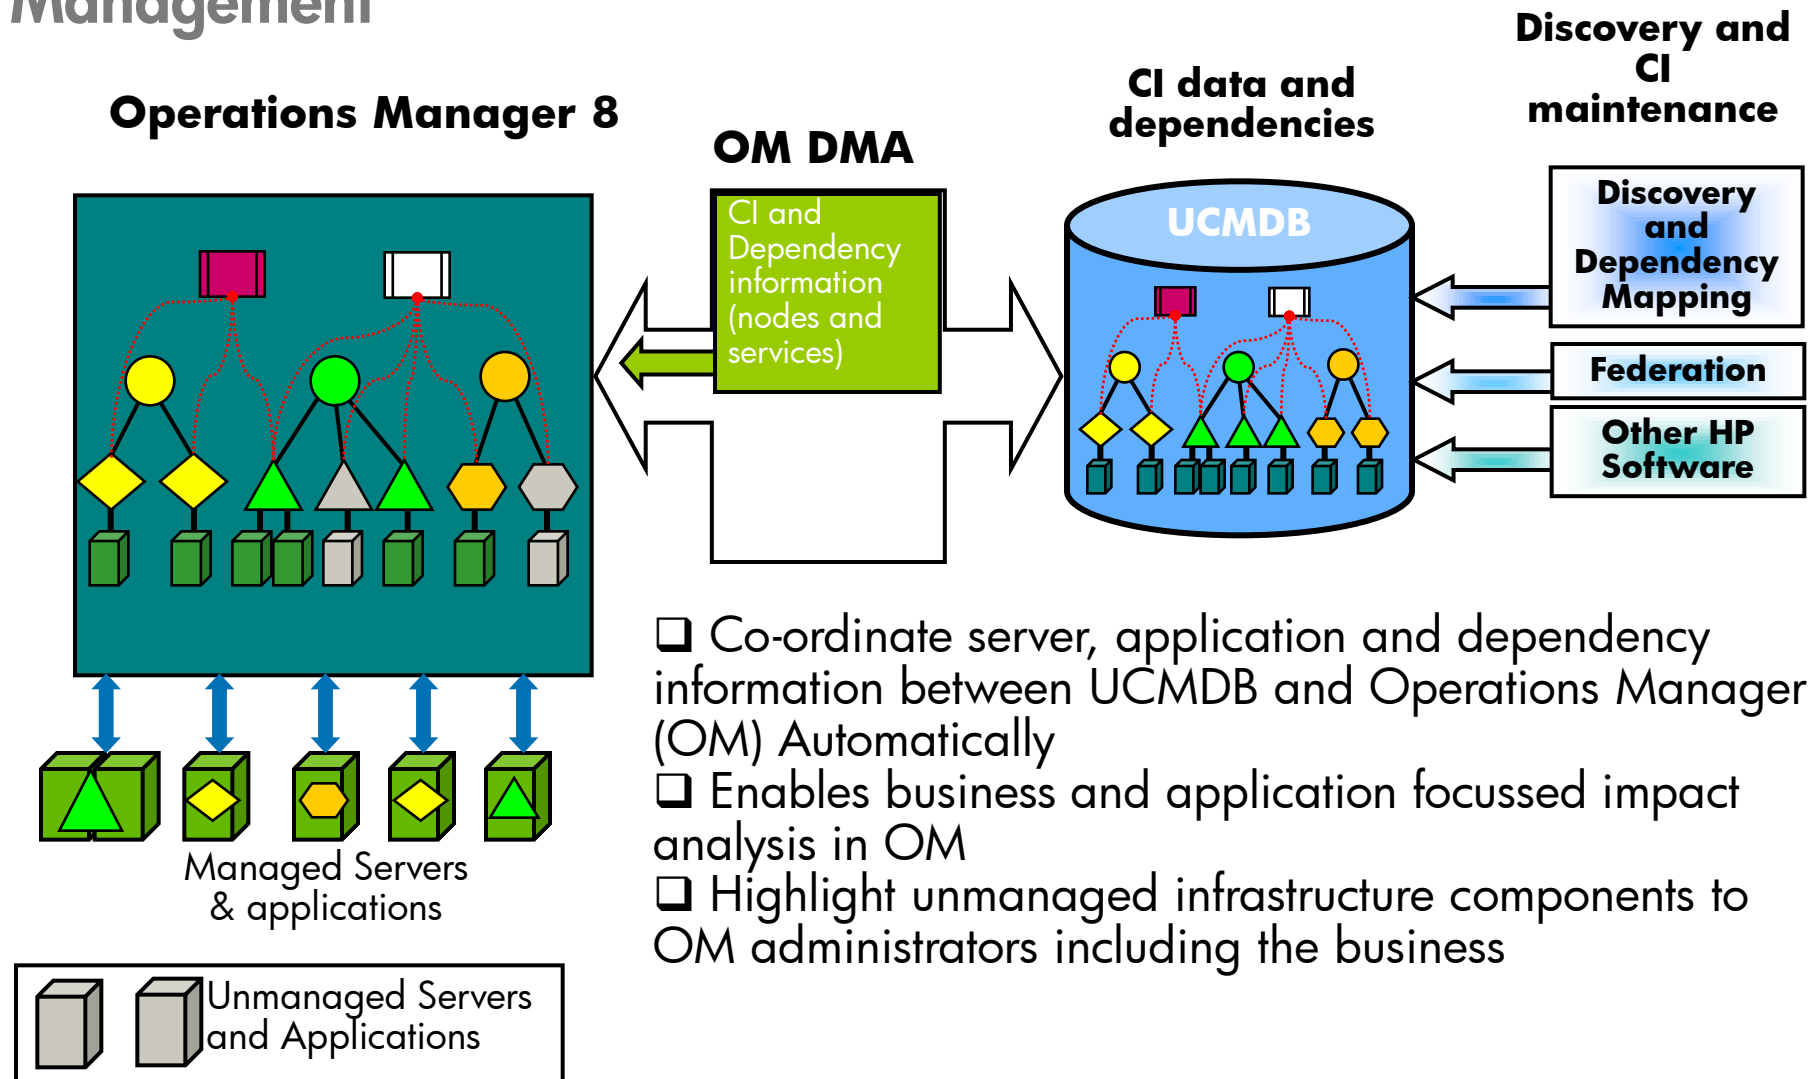 Management
Operations Manager 8
OM DMA
CI data and
dependencies
Discovery and
CI
maintenance
CI and
Dependency
information
(nodes and
services)
UCMDB
Discovery
and
Dependency
Mapping
Federation
Other HP
Software
❑ Co-ordinate server, application and dependency
information between UCMDB and Operations Manager
(OM) Automatically
❑ Enables business and application focussed impact
analysis in OM
❑ Highlight unmanaged infrastructure components to
OM administrators including the business
Managed Servers
& applications
Unmanaged Servers
and Applications